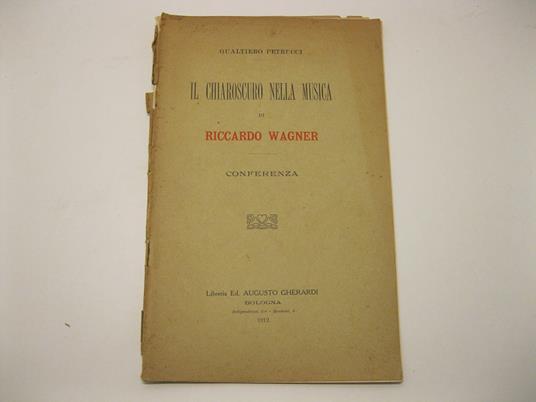 GUALTIERO PETRUCCI
IL CHIAROSCURO NELLA MUSICA
DI
RICCARDO WAGNER
CONFERENZA
Libreria Ed. AUGUSTO GHERARDI
BOLOGNA
1912